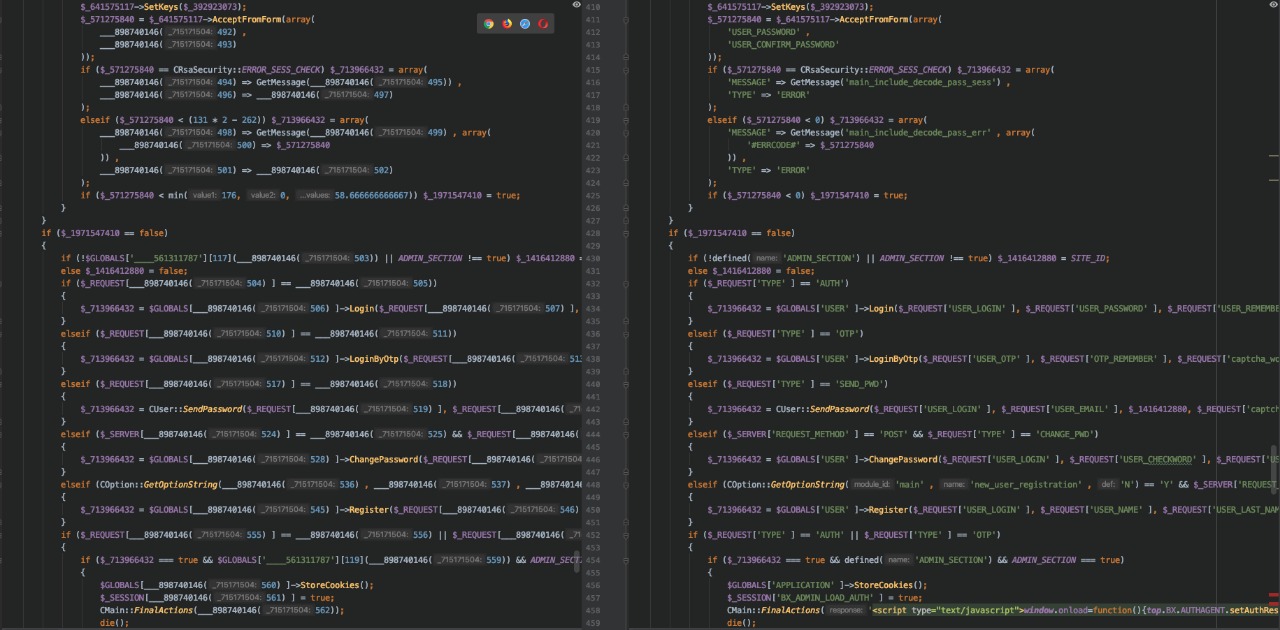 $_641575117->SetKeys($_392923073);
$_571275840 = $_641575117->AcceptFromForm(array(
___898740146( _715171504: 492) ,
___898740146( _715171504: 493)
));
if ($_571275840 == CRsaSecurity::ERROR_SESS_CHECK) $_713966432 = array(
___898740146( _715171504: 494) => GetMessage(___898740146( _715171504: 495)) ,
___898740146( _715171504: 496) => ___898740146( _715171504: 497)
);
elseif ($_571275840 < (131 * 2 - 262)) $_713966432 = array(
___898740146( _715171504: 498) => GetMessage(___898740146( _715171504: 499) , array(
___898740146( _715171504: 500) => $_571275840
)) ,
___898740146( _715171504: 501) => ___898740146( _715171504: 502)
);
if ($_571275840 < min( value1: 176, value2: 0, ...values: 58.666666666667)) $_1971547410 = true;
}
}
if ($_1971547410 == false)
{
if (!$GLOBALS['____561311787'][117](___898740146( _715171504: 503)) || ADMIN_SECTION !== true) $_1416412880 =
else $_1416412880 = false;
if ($_REQUEST[___898740146( _715171504: 504) ] == ___898740146( _715171504: 505))
{
$_713966432 = $GLOBALS[___898740146( _715171504: 506) ]->Login($_REQUEST[___898740146( _715171504: 507) ],
}
elseif ($_REQUEST[___898740146( _715171504: 510) ] == ___898740146( _715171504: 511))
{
$_713966432 = $GLOBALS[___898740146( _715171504: 512) ]->LoginByOtp($_REQUEST[___898740146( _715171504: 513
}
elseif ($_REQUEST[___898740146( _715171504: 517) ] == ___898740146( _715171504: 518))
{
$_713966432 = CUser::SendPassword($_REQUEST[___898740146( _715171504: 519) ], $_REQUEST[___898740146( _71
}
elseif ($_SERVER[___898740146( _715171504: 524) ] == ___898740146( _715171504: 525) && $_REQUEST[___898740146(
{
$_713966432 = $GLOBALS[___898740146( _715171504: 528) ]->ChangePassword($_REQUEST[___898740146( _715171504:
}
elseif (COption::GetOptionString(___898740146( _715171504: 536) , ___898740146( _715171504: 537) , ___898740146(
{
$_713966432 = $GLOBALS[___898740146( _715171504: 545) ]->Register($_REQUEST[___898740146( _715171504: 546)
}
if ($_REQUEST[___898740146( _715171504: 555) ] == ___898740146( _715171504: 556) || $_REQUEST[___898740146( _71
{
if ($_713966432 === true && $GLOBALS['____561311787'][119](___898740146( _715171504: 559)) && ADMIN_SECT
{
$GLOBALS[___898740146( _715171504: 560) ]->StoreCookies();
$_SESSION[___898740146( _715171504: 561) ] = true;
CMain::FinalActions(___898740146( _715171504: 562));
die();
410
411
412
413
414
415
416
417
418
419
420
421
422
423
424
425
426
427
428
429
430
431
432
433
434
435
436
437
438
439
440
441
442
443
444
445
446
447
448
449
450
451
452
453
454
455
456
457
458
459
$_641575117->SetKeys($_392923073);
$_571275840 = $_641575117->AcceptFromForm(array(
'USER_PASSWORD' ,
'USER_CONFIRM_PASSWORD'
));
if ($_571275840 == CRsaSecurity::ERROR_SESS_CHECK) $_713966432 = array(
'MESSAGE' => GetMessage('main_include_decode_pass_sess') ,
'TYPE' => 'ERROR'
);
elseif ($_571275840 < 0) $_713966432 = array(
'MESSAGE' => GetMessage('main_include_decode_pass_err' , array(
'#ERRCODE#' => $_571275840
)) ,
'TYPE' => 'ERROR'
);
if ($_571275840 < 0) $_1971547410 = true;
}
}
if ($_1971547410 == false)
{
if (!defined( name: 'ADMIN_SECTION') || ADMIN_SECTION !== true) $_1416412880 = SITE_ID;
else $_1416412880 = false;
if ($_REQUEST['TYPE' ] == 'AUTH')
{
$_713966432 = $GLOBALS['USER' ]->Login($_REQUEST['USER_LOGIN' ], $_REQUEST['USER_PASSWORD' ], $_REQUEST['USER_REMEMBE
}
elseif ($_REQUEST['TYPE' ] == 'OTP')
{
$_713966432 = $GLOBALS['USER' ]->LoginByOtp($_REQUEST['USER_OTP' ], $_REQUEST['OTP_REMEMBER' ], $_REQUEST['captcha_wo
}
elseif ($_REQUEST['TYPE' ] == 'SEND_PWD')
{
$_713966432 = CUser::SendPassword($_REQUEST['USER_LOGIN' ], $_REQUEST['USER_EMAIL' ], $_1416412880, $_REQUEST['captc
}
elseif ($_SERVER['REQUEST_METHOD' ] == 'POST' && $_REQUEST['TYPE' ] == 'CHANGE_PWD')
{
$_713966432 = $GLOBALS['USER' ]->ChangePassword($_REQUEST['USER_LOGIN' ], $_REQUEST['USER_CHECKWORD' ], $_REQUEST['US
}
elseif (COption::GetOptionString( module_id: 'main' , name: 'new_user_registration' , def: 'N') == 'Y' && $_SERVER['REQUEST_
{
$_713966432 = $GLOBALS['USER' ]->Register($_REQUEST['USER_LOGIN' ], $_REQUEST['USER_NAME' ], $_REQUEST['USER_LAST_NAM
}
if ($_REQUEST['TYPE' ] == 'AUTH' || $_REQUEST['TYPE' ] == 'OTP')
{
if ($_713966432 === true && defined( name: 'ADMIN_SECTION') && ADMIN_SECTION === true)
{
$GLOBALS['APPLICATION' ]->StoreCookies();
$_SESSION['BX_ADMIN_LOAD_AUTH' ] = true;
CMain::FinalActions( response: '<script type="text/javascript">window.onload=function(){top.BX.AUTHAGENT.setAuthRes
die();